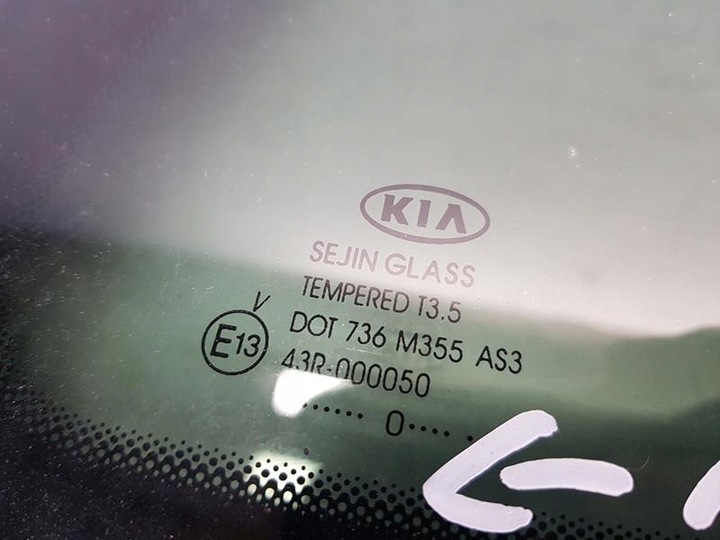 KIA
SEJIN GLASS
TEMPERED T3.5
V
E13
DOT 736 M355 AS3
43R-000050
......0....